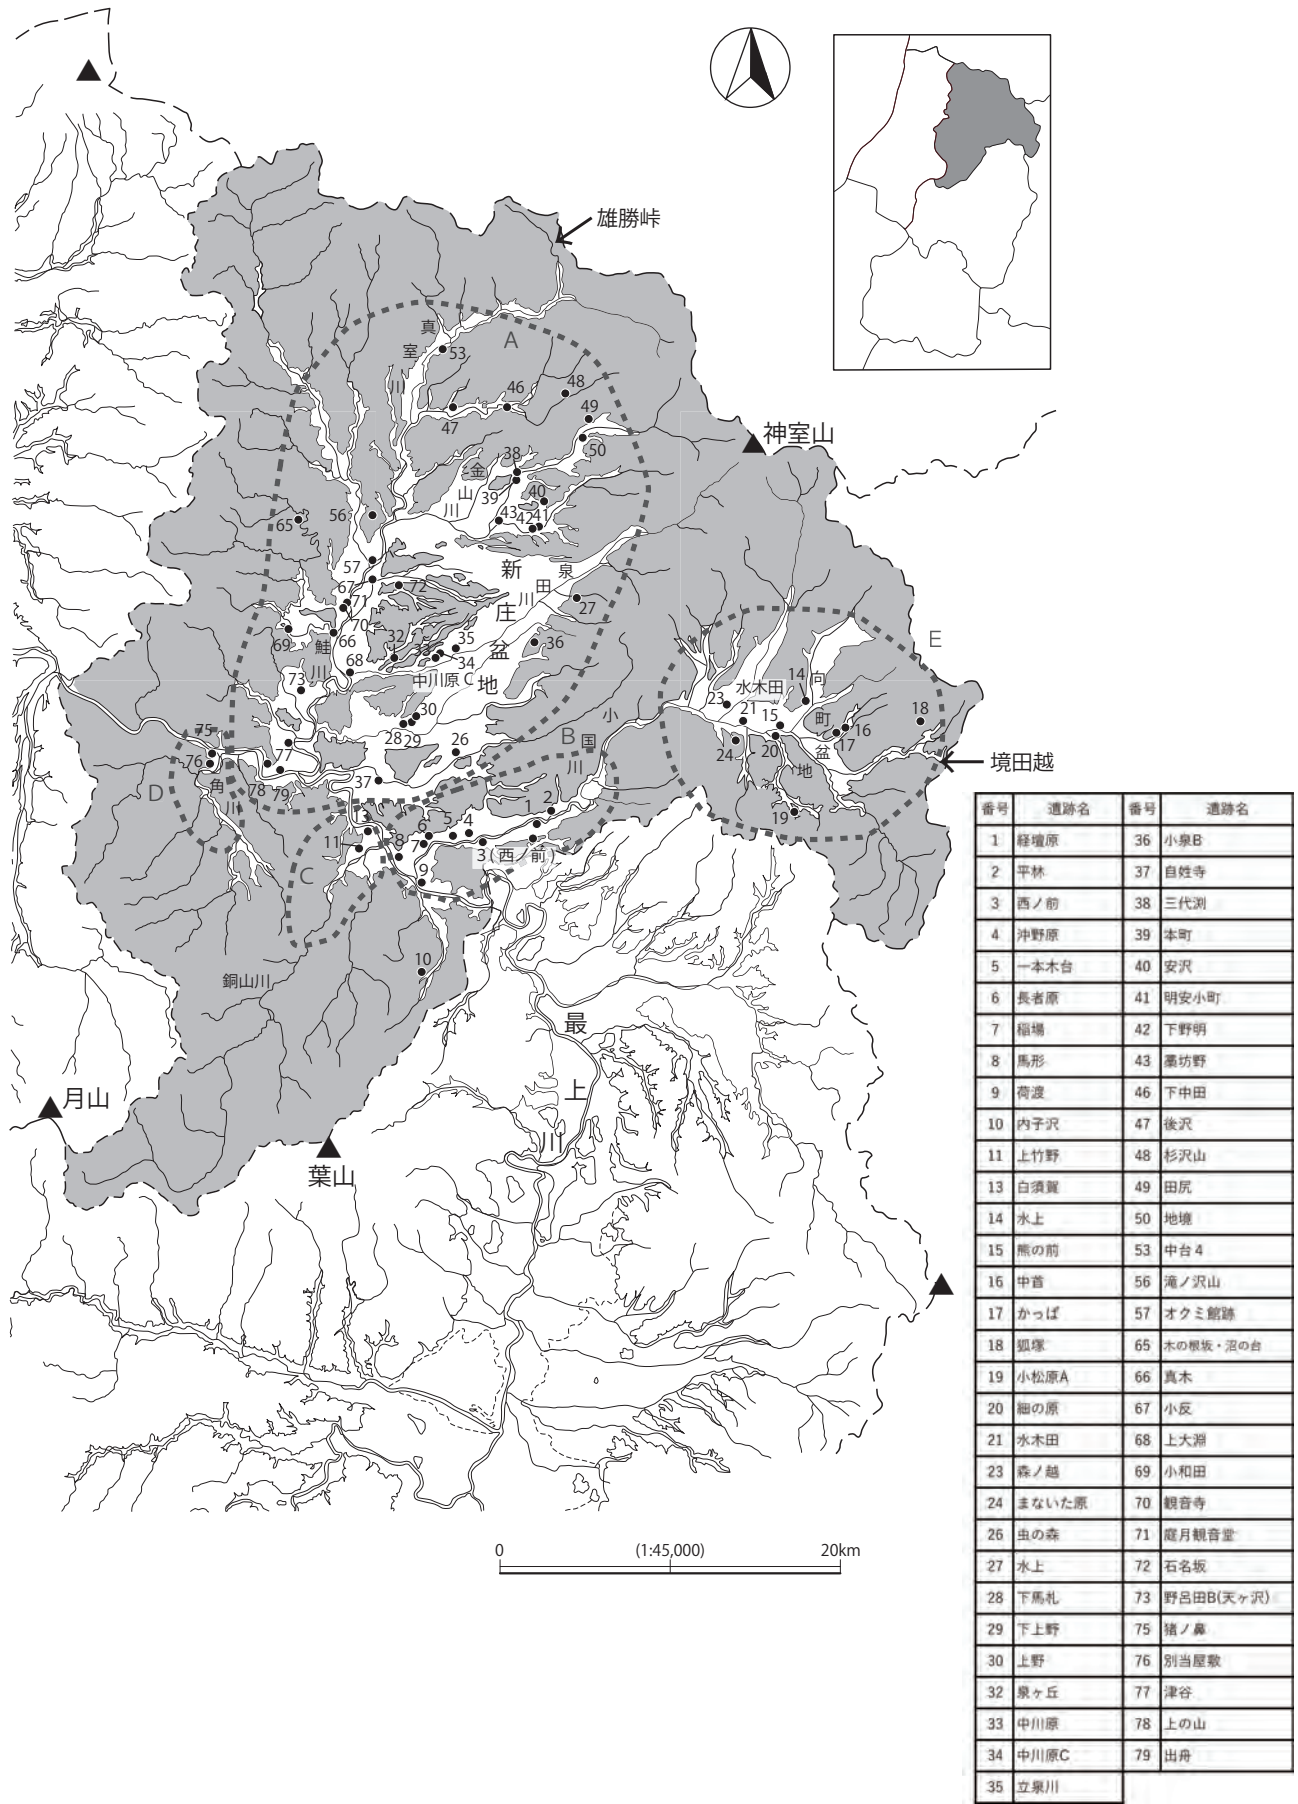 雄勝峠
真室川
A
53
48
46
47
49
50
神室山
38
金山川
39
40
43
42
41
65
56
57
新庄盆地
泉田川
67
72
71
27
70
69
66
32
35
36
鮭川
33
34
68
中川原C
73
E
14
向町盆地
水木田
23
21
15
16
18
17
30
28
29
小国川
B
26
24
20
75
76
77
境田越
D
角川
78
79
37
19
1
2
6
5
4
7
11
8
3(西ノ前)
C
9
10
銅山川
最上川
月山
葉山
0 (1:45,000) 20km
番号 遺跡名 番号 遺跡名
1 経壇原 36 小泉B
2 平林 37 自姓寺
3 西ノ前 38 三代渕
4 沖野原 39 本町
5 一本木台 40 安沢
6 長者原 41 明安小町
7 稲場 42 下野明
8 馬形 43 藁坊野
9 荷渡 46 下中田
10 内子沢 47 後沢
11 上竹野 48 杉沢山
13 白須賀 49 田尻
14 水上 50 地境
15 熊の前 53 中台4
16 中首 56 滝ノ沢山
17 かっぱ 57 オクミ館跡
18 狐塚 65 木の根坂・沼の台
19 小松原A 66 真木
20 細の原 67 小反
21 水木田 68 上大淵
23 森ノ越 69 小和田
24 まないた原 70 観音寺
26 虫の森 71 庭月観音堂
27 水上 72 石名坂
28 下馬札 73 野呂田B(天ヶ沢)
29 下上野 75 猪ノ鼻
30 上野 76 別当屋敷
32 泉ヶ丘 77 津谷
33 中川原 78 上の山
34 中川原C 79 出舟
35 立泉川